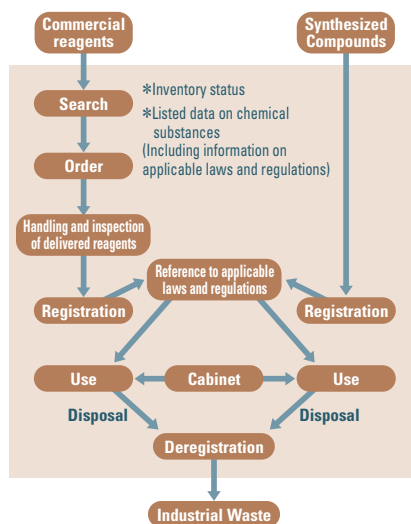 Commercial
reagents
Synthesized
Compounds
Search
*Inventory status
*Listed data on chemical
substances
(Including information on
applicable laws and regulations)
Order
Handling and inspection
of delivered reagents
Reference to applicable
laws and regulations
Registration
Registration
Use
Cabinet
Use
Disposal
Disposal
Deregistration
Industrial Waste